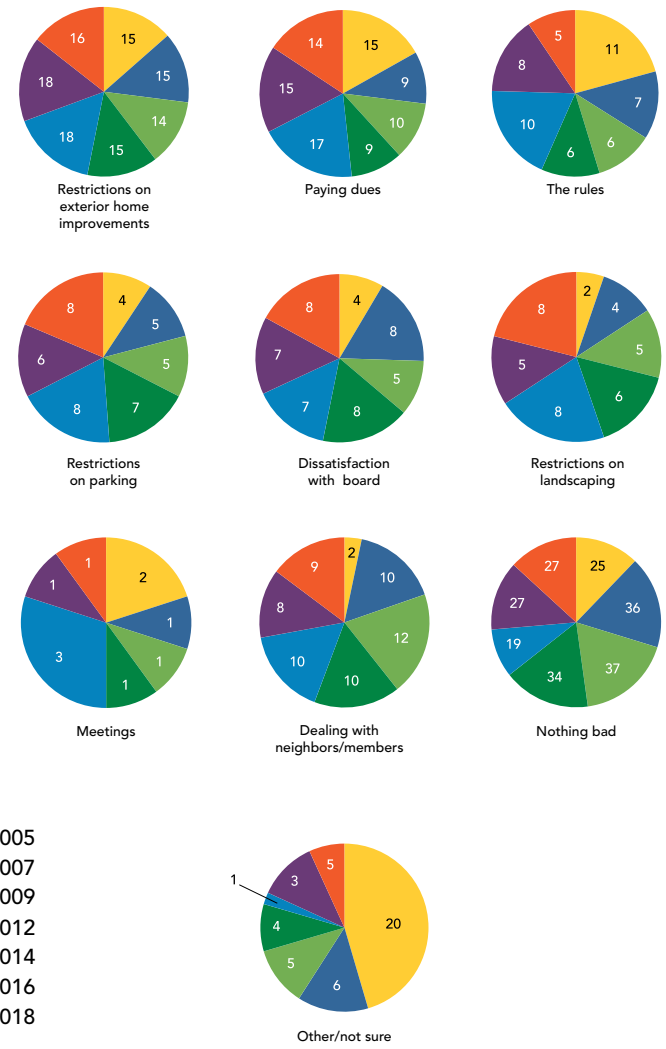 16 15 15 14 15 18 18
Restrictions on
exterior home
improvements
14 15 9 10 9 17 15
Paying dues
5 11 7 6 6 10 8
The rules
8 4 5 5 7 8 6
Restrictions
on parking
8 4 8 5 8 7 7
Dissatisfaction
with board
8 2 4 5 6 8 5
Restrictions on
landscaping
1 2 1 1 1 3 1
Meetings
9 2 10 12 10 10 8
Dealing with
neighbors/members
27 25 36 37 34 19 27
Nothing bad
005
007
009
012
014
016
018
5 20 6 5 4 1 3
Other/not sure